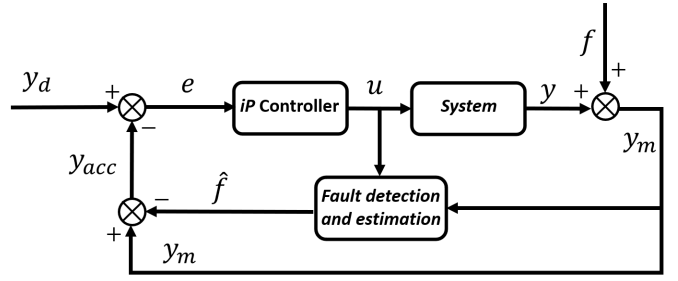 f
+
y_d
+
e
iP Controller
u
System
y
+
−
y_m
y_acc
f̂
−
Fault detection
and estimation
+
y_m